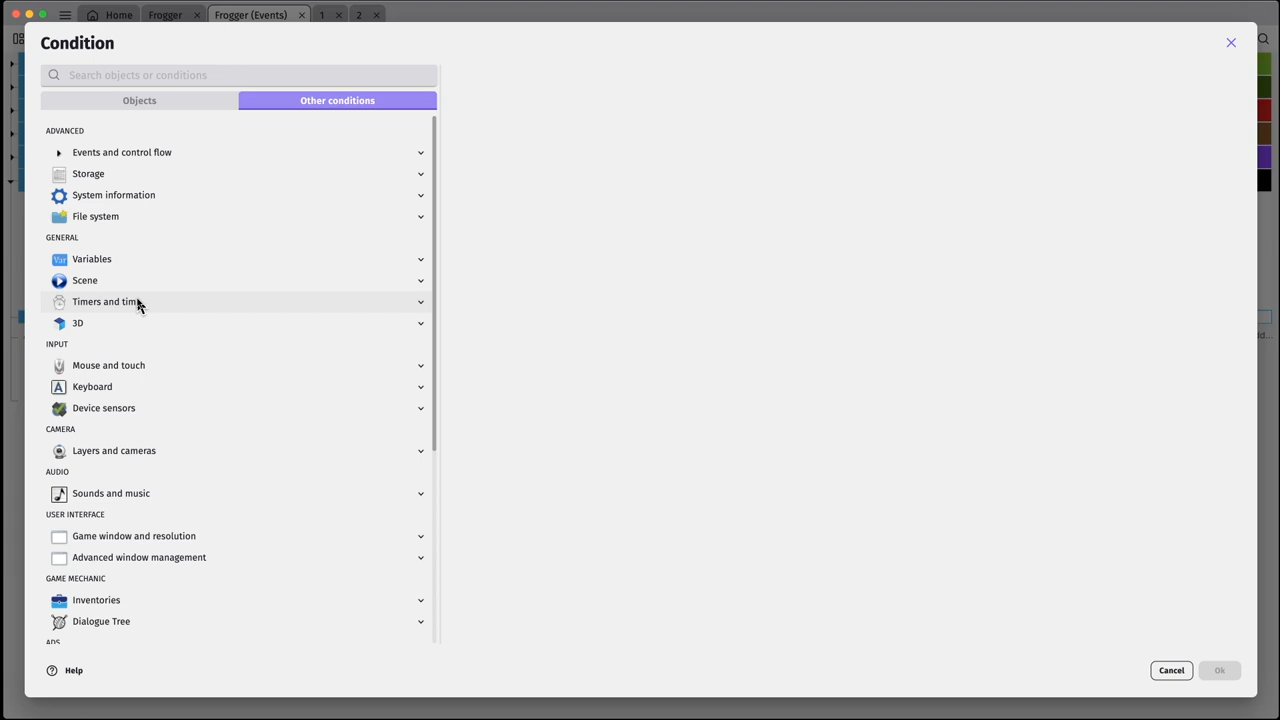 Home
Frogger
Frogger (Events)
1
2
Condition
Search objects or conditions
Objects
Other conditions
ADVANCED
Events and control flow
Storage
System information
File system
GENERAL
Var
Variables
Scene
Timers and tim
3D
INPUT
Mouse and touch
A
Keyboard
Device sensors
CAMERA
Layers and cameras
AUDIO
Sounds and music
USER INTERFACE
Game window and resolution
Advanced window management
GAME MECHANIC
Inventories
Dialogue Tree
ADS
Help
Cancel
Ok